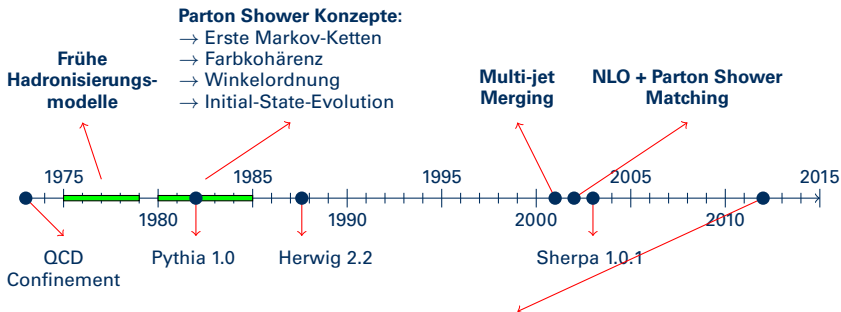 Parton Shower Konzepte:
→ Erste Markov-Ketten
→ Farbkohärenz
→ Winkelordnung
→ Initial-State-Evolution
Frühe
Hadronisierungs-
modelle
Multi-jet
Merging
NLO + Parton Shower
Matching
1975
1985
1995
2005
2015
1980
1990
2000
2010
QCD
Confinement
Pythia 1.0
Herwig 2.2
Sherpa 1.0.1